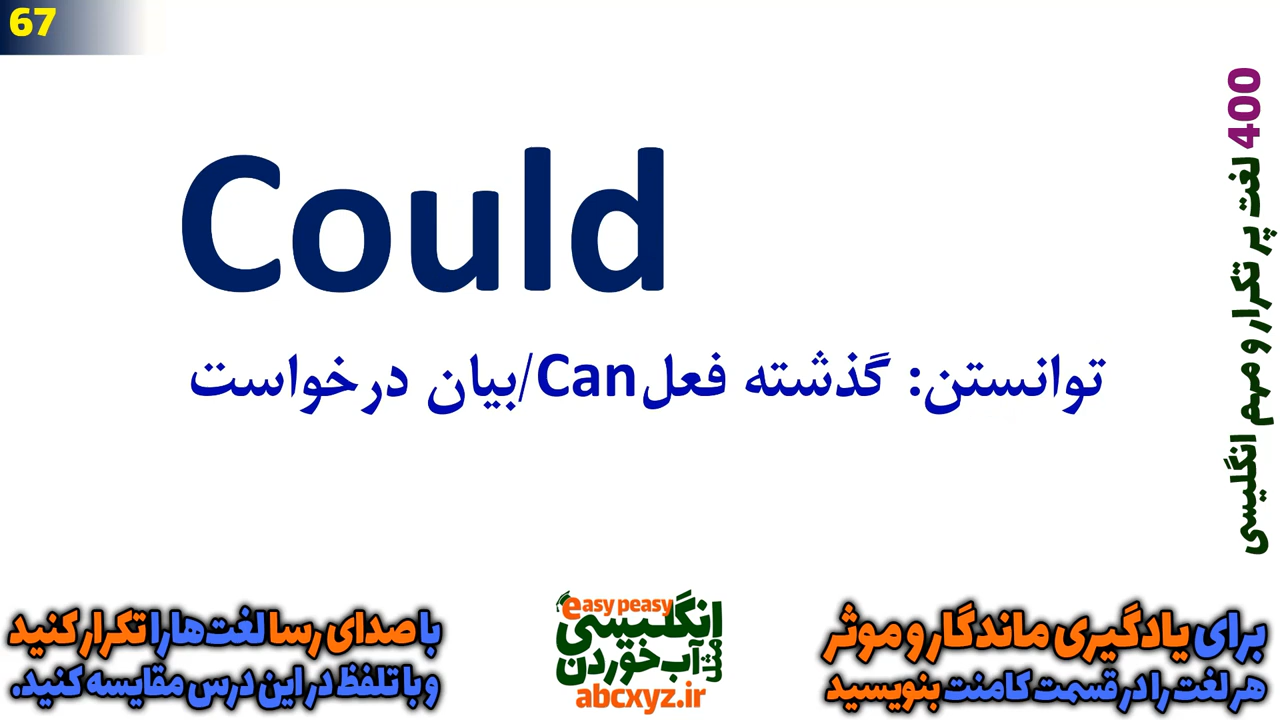 67
Could
توانستن: گذشته فعل Can/بیان درخواست
400 لغت پر تکرار و مهم انگلیسی
برای یادگیری ماندگار و موثر
هر لغت را در قسمت کامنت بنویسید
easy peasy
انگلیسی
مثل آب خوردن
abcxyz.ir
با صدای رسا لغت‌ها را تکرار کنید
و با تلفظ در این درس مقایسه کنید.